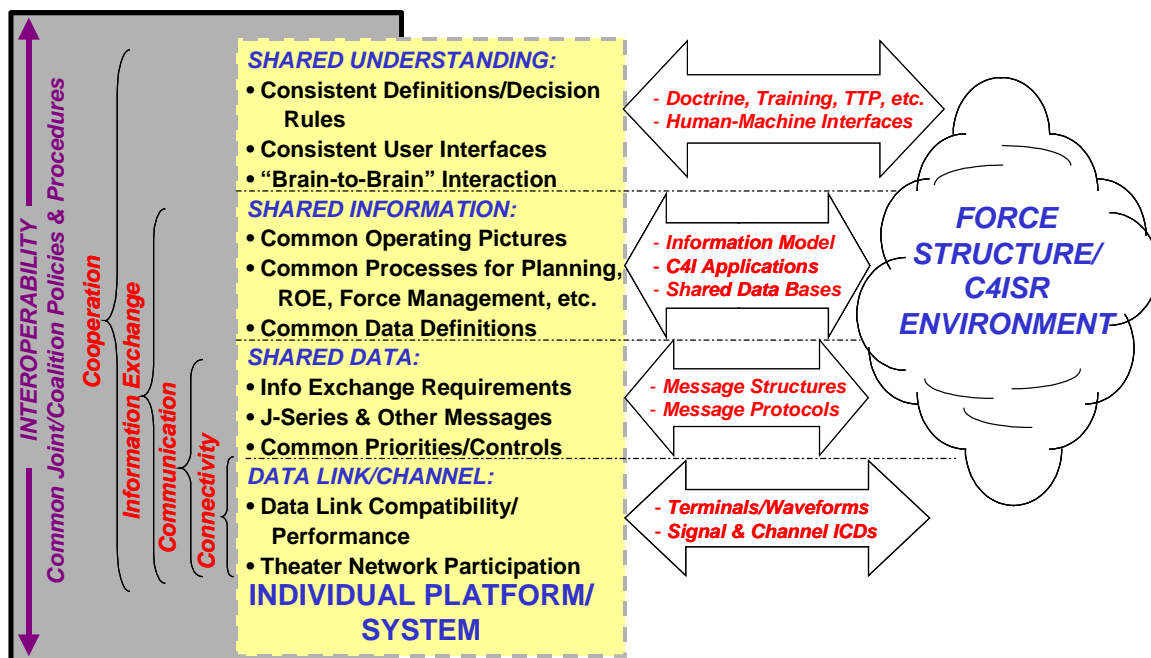 INTEROPERABILITY
Common Joint/Coalition Policies & Procedures
Cooperation
Information Exchange
Communication
Connectivity
SHARED UNDERSTANDING:
• Consistent Definitions/Decision
Rules
• Consistent User Interfaces
• “Brain-to-Brain” Interaction
SHARED INFORMATION:
• Common Operating Pictures
• Common Processes for Planning,
ROE, Force Management, etc.
• Common Data Definitions
SHARED DATA:
• Info Exchange Requirements
• J-Series & Other Messages
• Common Priorities/Controls
DATA LINK/CHANNEL:
• Data Link Compatibility/
Performance
• Theater Network Participation
INDIVIDUAL PLATFORM/
SYSTEM
- Doctrine, Training, TTP, etc.
- Human-Machine Interfaces
- Information Model
- C4I Applications
- Shared Data Bases
- Message Structures
- Message Protocols
- Terminals/Waveforms
- Signal & Channel ICDs
FORCE
STRUCTURE/
C4ISR
ENVIRONMENT